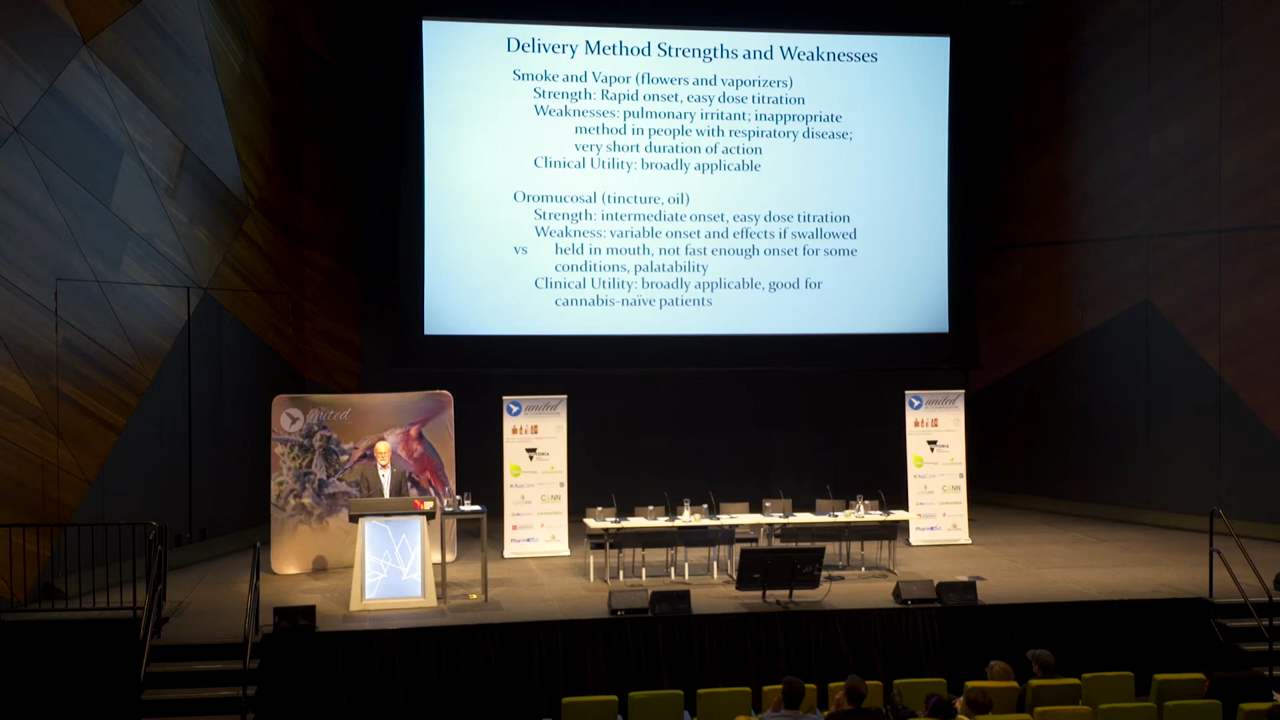 Delivery Method Strengths and Weaknesses
Smoke and Vapor (flowers and vaporizers)
Strength: Rapid onset, easy dose titration
Weaknesses: pulmonary irritant; inappropriate
method in people with respiratory disease;
very short duration of action
Clinical Utility: broadly applicable
Oromucosal (tincture, oil)
Strength: intermediate onset, easy dose titration
Weakness: variable onset and effects if swallowed
vs held in mouth, not fast enough onset for some
conditions, palatability
Clinical Utility: broadly applicable, good for
cannabis-naïve patients
united
united
united